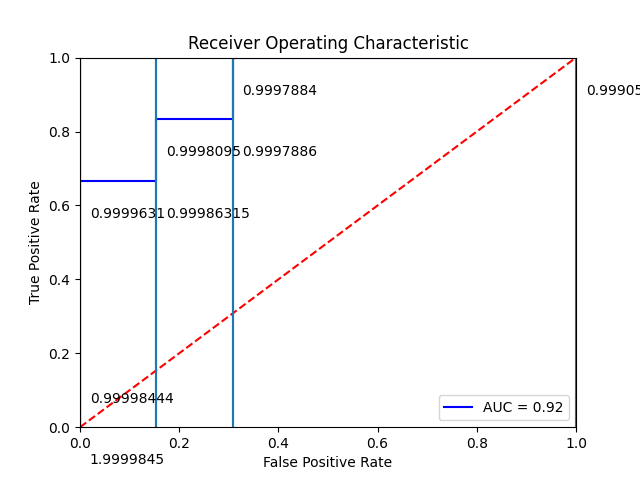 Receiver Operating Characteristic
1.0
0.9997884
0.99905
0.8
0.9998095
0.9997886
0.9999631
0.99986315
0.6
True Positive Rate
0.4
0.2
0.99998444
AUC = 0.92
0.0
0.0 0.2 0.4 0.6 0.8 1.0
1.9999845
False Positive Rate